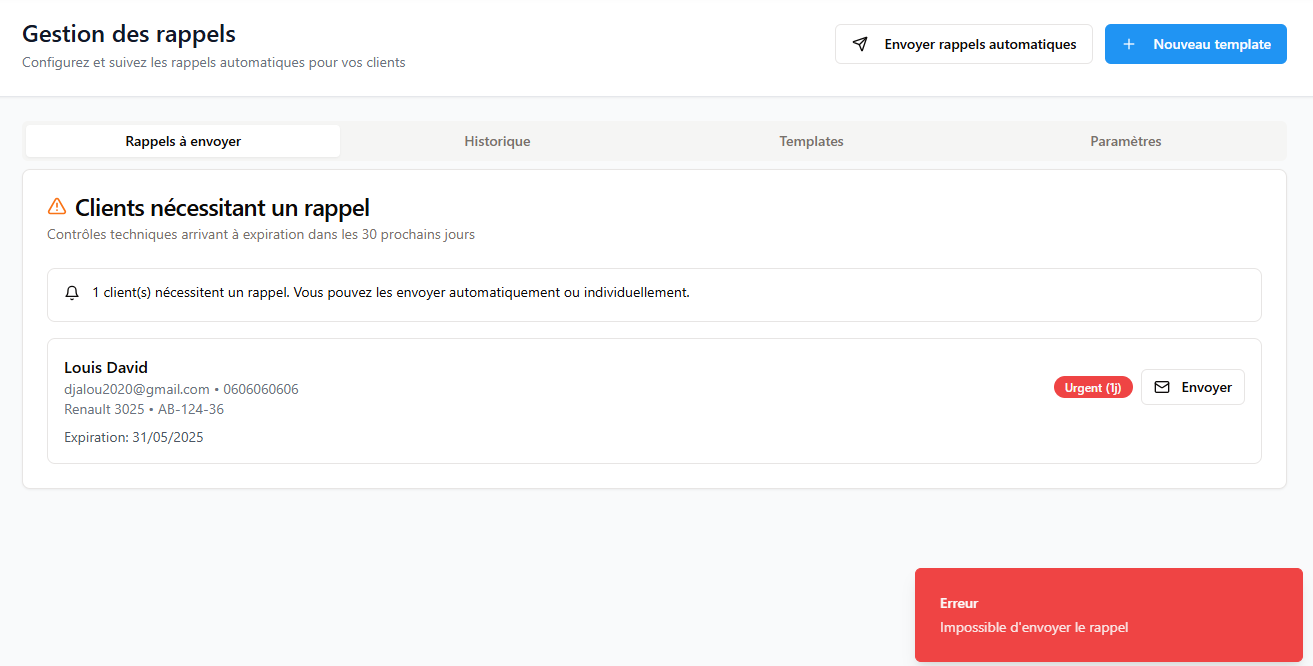 Gestion des rappels
Configurez et suivez les rappels automatiques pour vos clients
Envoyer rappels automatiques
Nouveau template
Rappels à envoyer
Historique
Templates
Paramètres
Clients nécessitant un rappel
Contrôles techniques arrivant à expiration dans les 30 prochains jours
1 client(s) nécessitent un rappel. Vous pouvez les envoyer automatiquement ou individuellement.
Louis David
djalou2020@gmail.com • 0606060606
Renault 3025 • AB-124-36
Expiration: 31/05/2025
Urgent (1j)
Envoyer
Erreur
Impossible d'envoyer le rappel